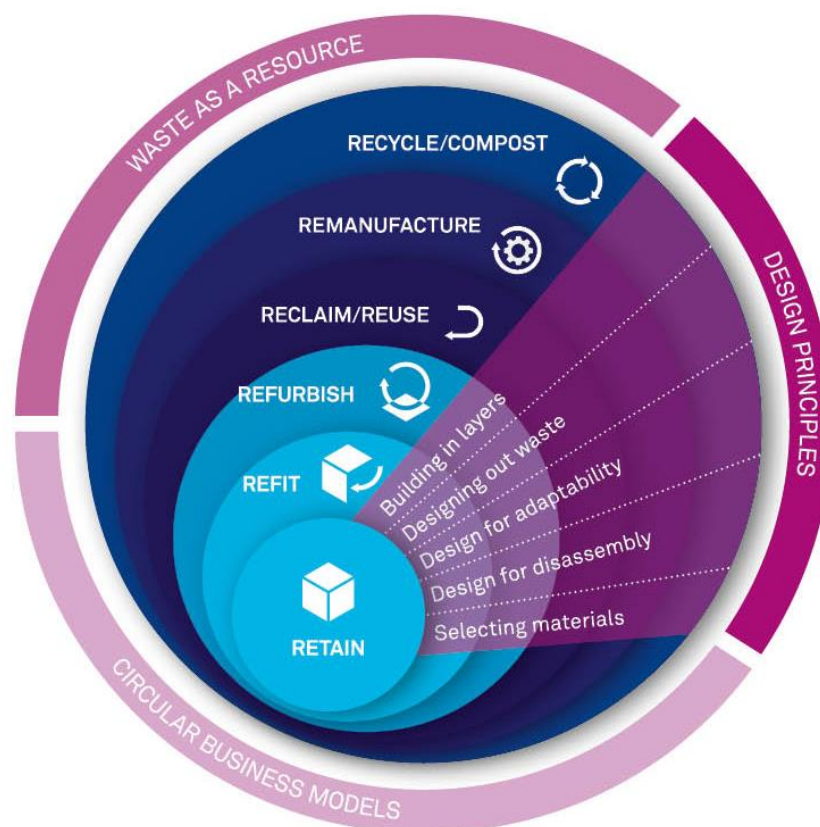 WASTE AS A RESOURCE
RECYCLE/COMPOST
REMANUFACTURE
RECLAIM/REUSE
REFURBISH
REFIT
RETAIN
Building in layers
Designing out waste
Design for adaptability
Design for disassembly
Selecting materials
DESIGN PRINCIPLES
CIRCULAR BUSINESS MODELS